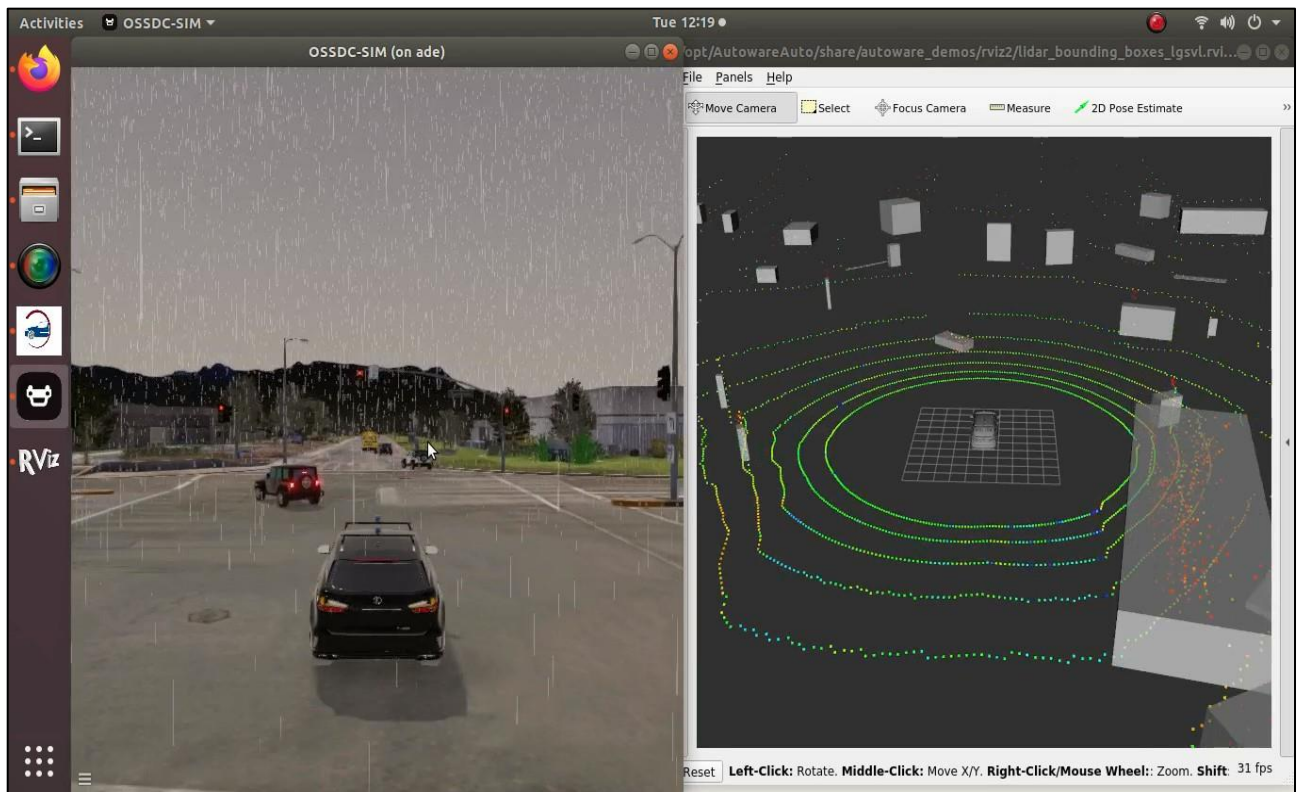 Activities OSSDC-SIM Tue 12:19
OSSDC-SIM (on ade)
opt/AutowareAuto/share/autoware_demos/rviz2/lidar_bounding_boxes_lgsvl.rvi...
File Panels Help
Move Camera Select Focus Camera Measure 2D Pose Estimate »
>_
RViz
Reset Left-Click: Rotate. Middle-Click: Move X/Y. Right-Click/Mouse Wheel:: Zoom. Shift: 31 fps